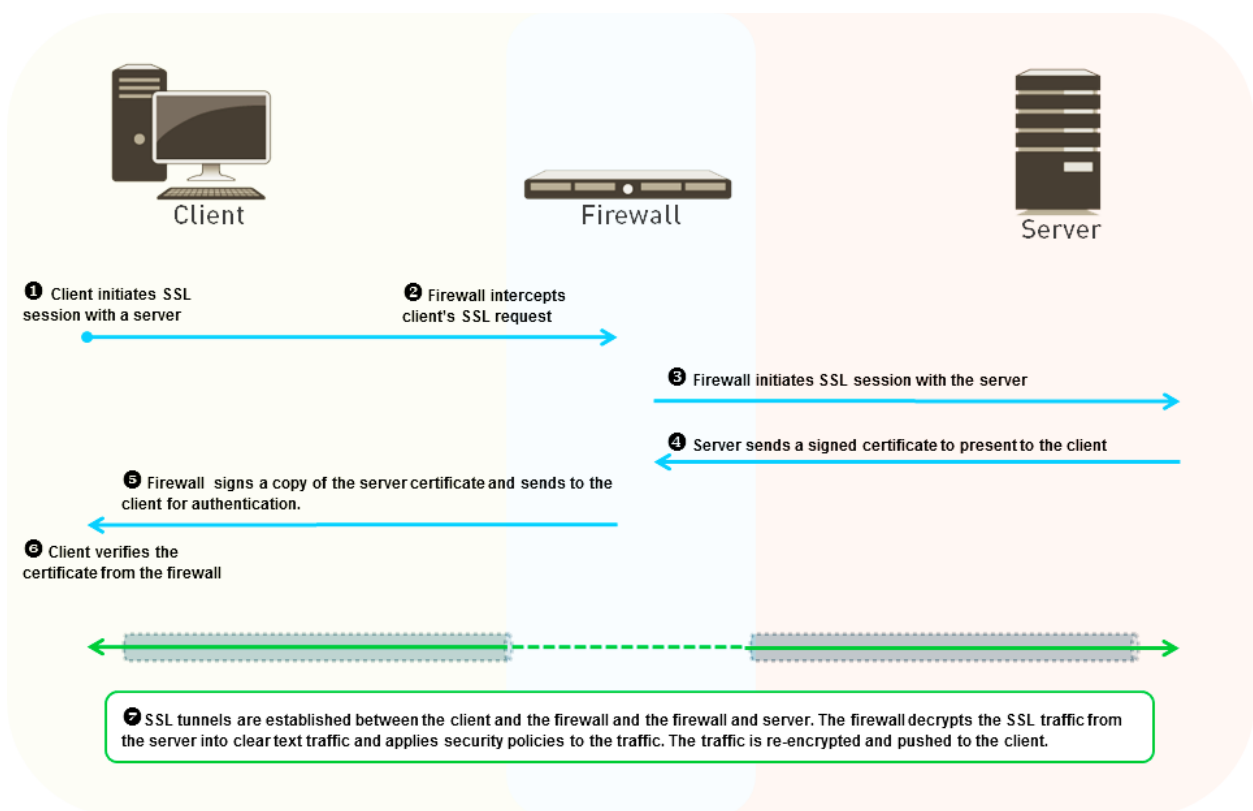 Client
Firewall
Server
❶ Client initiates SSL
session with a server
❷ Firewall intercepts
client's SSL request
❸ Firewall initiates SSL session with the server
❹ Server sends a signed certificate to present to the client
❺ Firewall signs a copy of the server certificate and sends to the
client for authentication.
❻ Client verifies the
certificate from the firewall
❼ SSL tunnels are established between the client and the firewall and the firewall and server. The firewall decrypts the SSL traffic from
the server into clear text traffic and applies security policies to the traffic. The traffic is re-encrypted and pushed to the client.